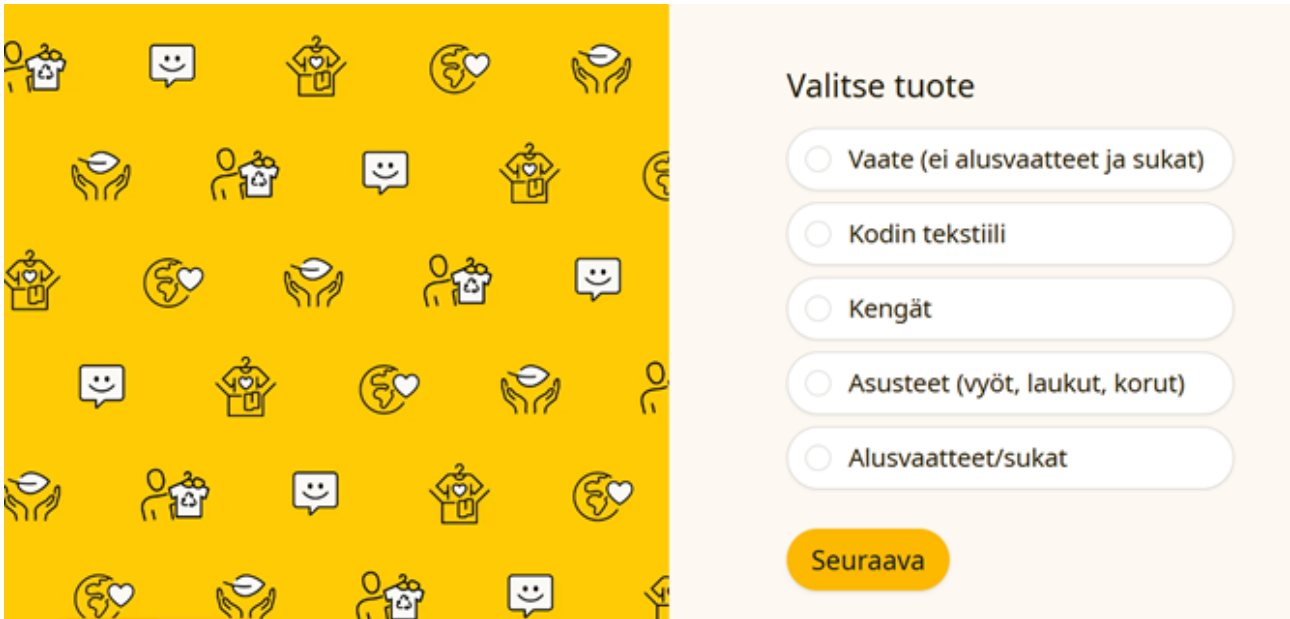 Valitse tuote
Vaate (ei alusvaatteet ja sukat)
Kodin tekstiili
Kengät
Asusteet (vyöt, laukut, korut)
Alusvaatteet/sukat
Seuraava